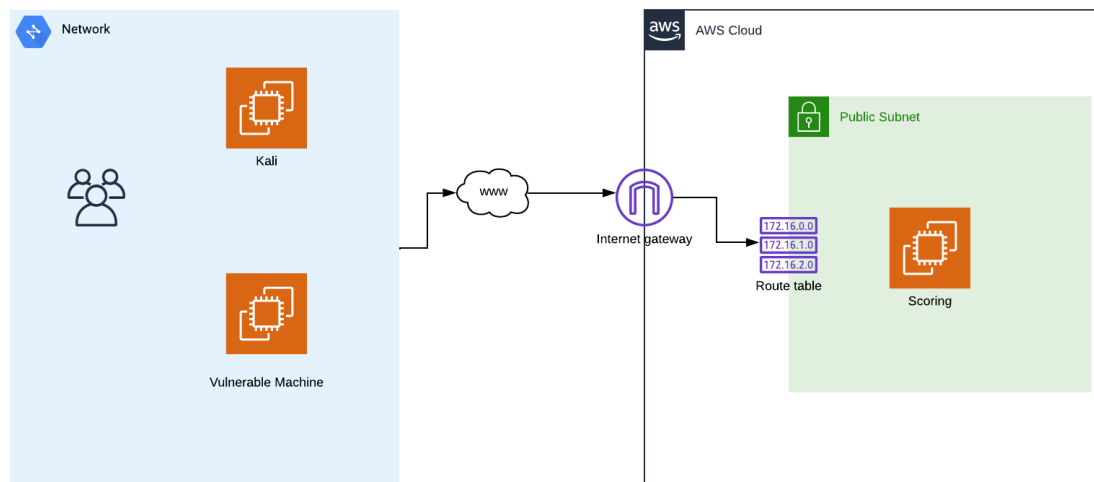 Network
Kali
Vulnerable Machine
www
aws
AWS Cloud
Internet gateway
172.16.0.0
172.16.1.0
172.16.2.0
Route table
Public Subnet
Scoring